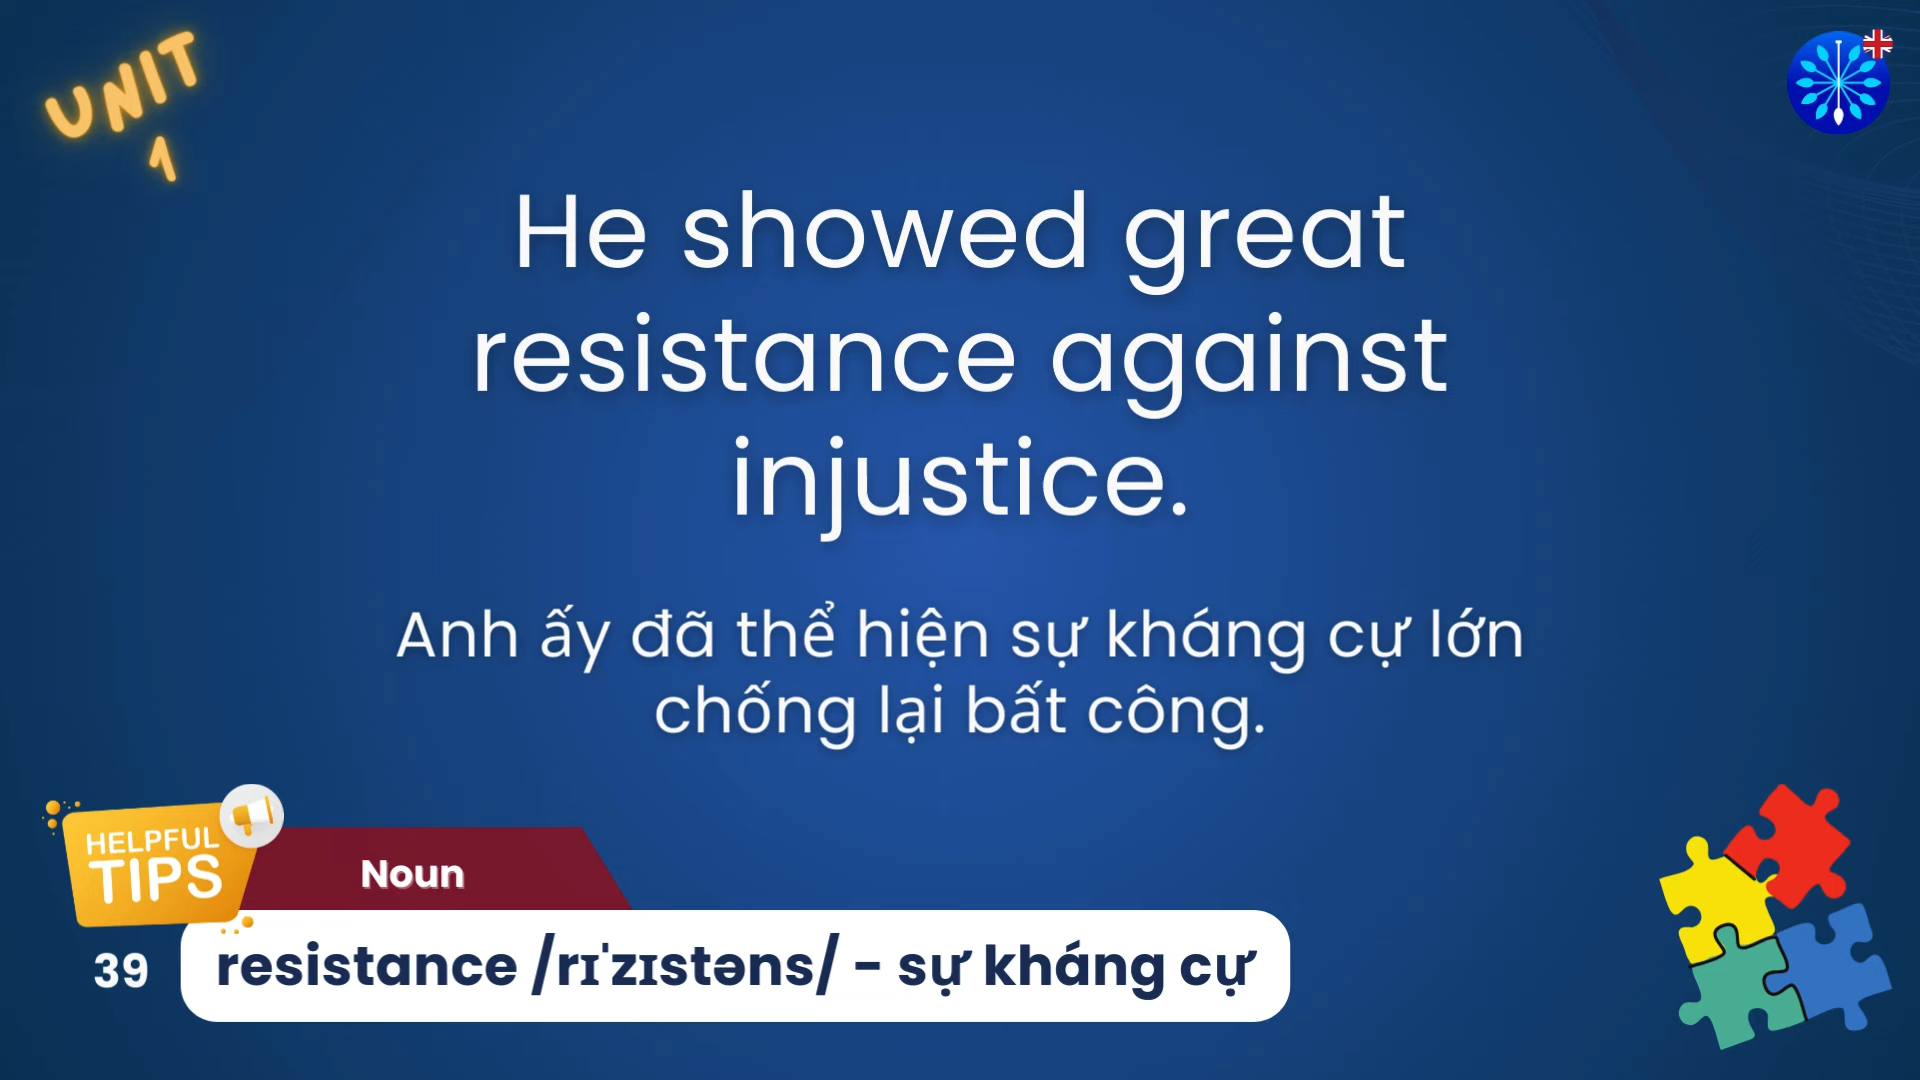 UNIT
1
He showed great
resistance against
injustice.
Anh ấy đã thể hiện sự kháng cự lớn
chống lại bất công.
HELPFUL
TIPS
Noun
39
resistance /rɪˈzɪstəns/ - sự kháng cự